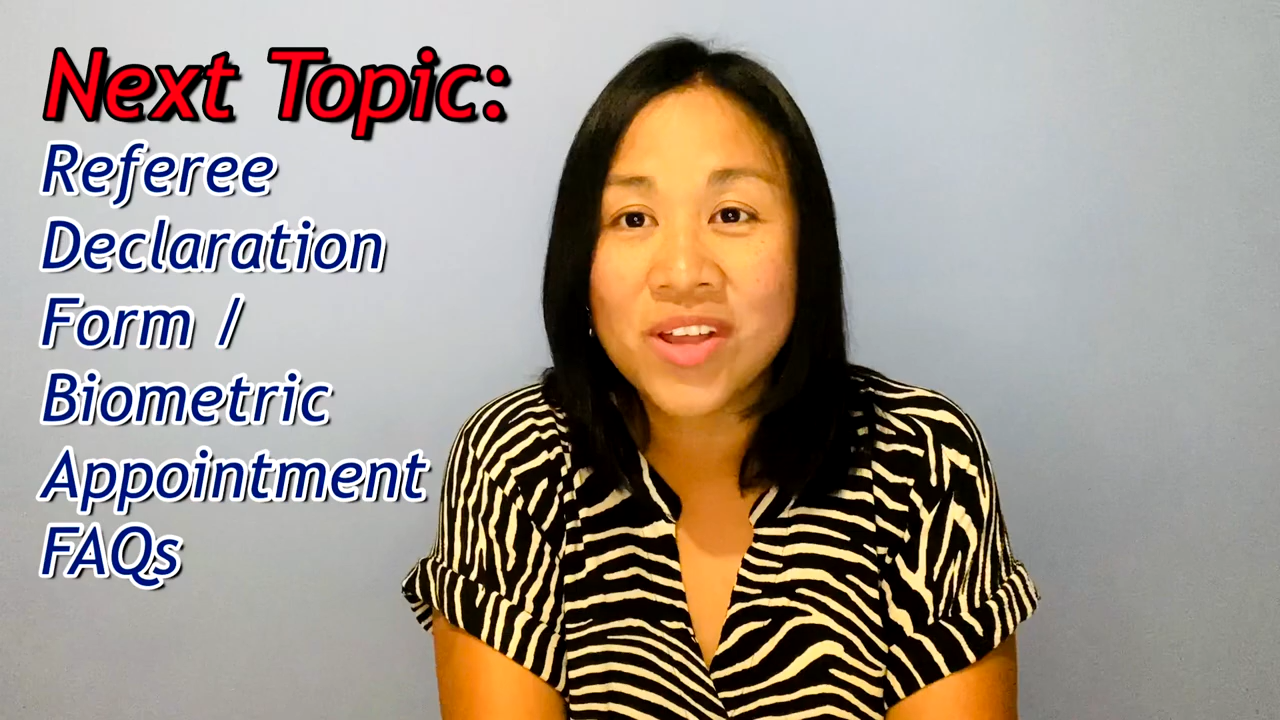 Next Topic:
Referee
Declaration
Form /
Biometric
Appointment
FAQs